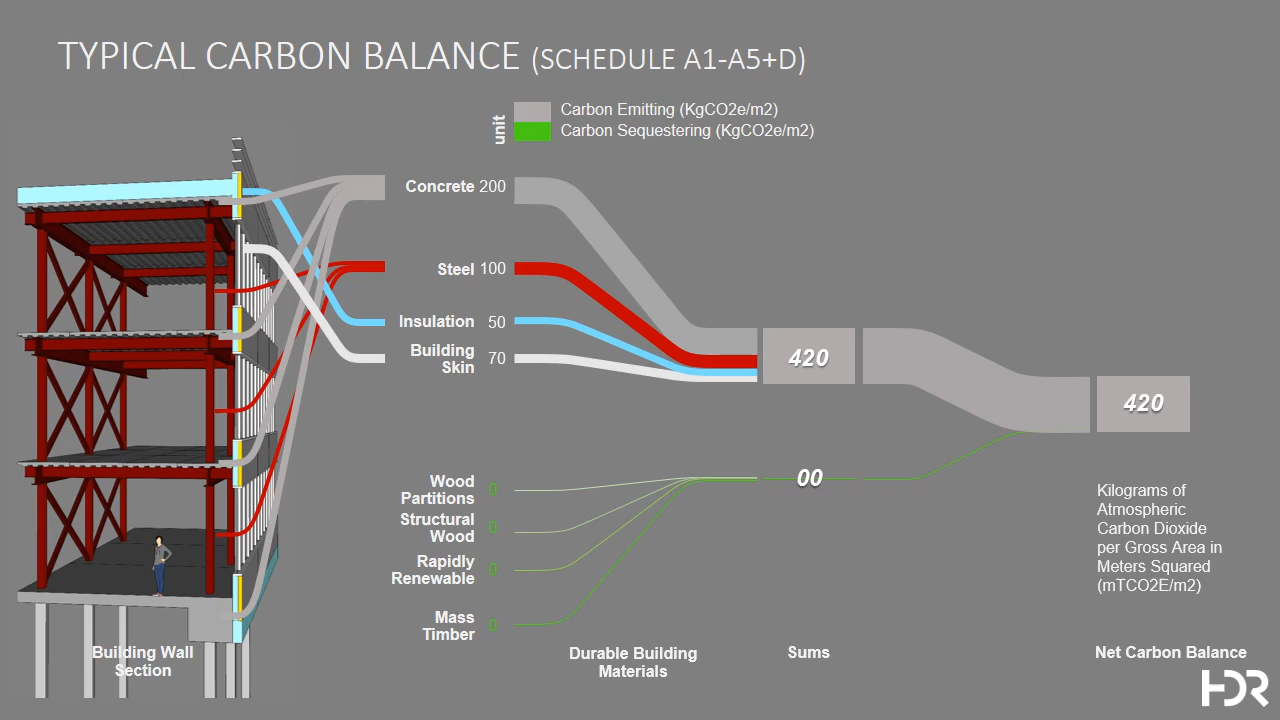 TYPICAL CARBON BALANCE (SCHEDULE A1-A5+D)
unit
Carbon Emitting (KgCO2e/m2)
Carbon Sequestering (KgCO2e/m2)
Concrete 200
Steel 100
Insulation 50
Building
Skin
70
420
420
Wood
Partitions
0
Structural
Wood
0
Rapidly
Renewable
0
Mass
Timber
0
00
Kilograms of
Atmospheric
Carbon Dioxide
per Gross Area in
Meters Squared
(mTCO2E/m2)
Building Wall
Section
Durable Building
Materials
Sums
Net Carbon Balance
HDR